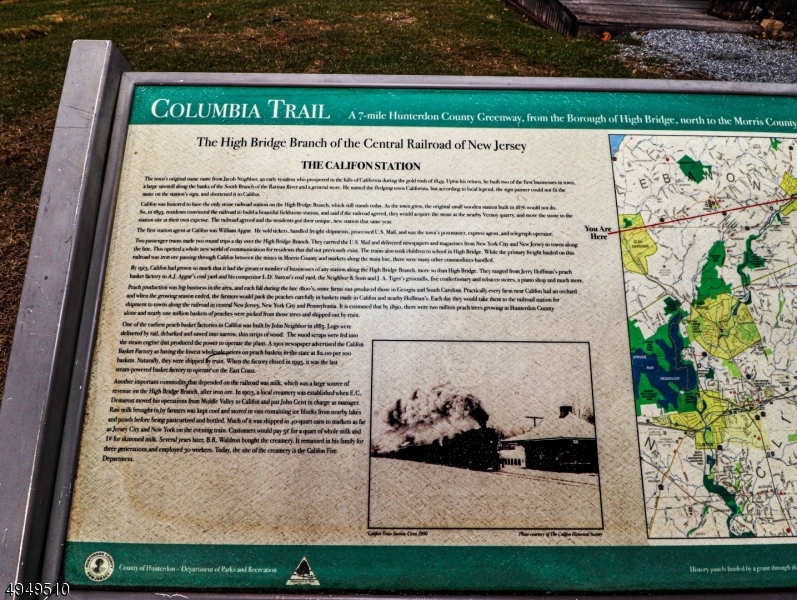 COLUMBIA TRAIL A 7-mile Hunterdon County Greenway, from the Borough of High Bridge, north to the Morris County
The High Bridge Branch of the Central Railroad of New Jersey
THE CALIFON STATION
The town's original name came from Jacob Neighbor, an early resident who prospered in the hills of California during the gold rush of 1849. Upon his return, he built two of the first businesses in town,
a large sawmill along the banks of the South Branch of the Raritan River and a general store. He named the fledgling town California, but according to local legend, the sign painter could not fit the
name on the station's sign, and shortened it to Califon.
Califon was honored to have the only stone railroad station on the High Bridge Branch, which still stands today. As the town grew, the original small wooden station built in 1876 would not do.
So, in 1893, residents convinced the railroad to build a beautiful fieldstone station, and said if the railroad agreed, they would acquire the stone at the nearby Vernoy quarry, and move the stone to the
station site at their own expense. The railroad agreed and the residents got their unique, new station that same year.
The first station agent at Califon was William Apgar. He sold tickets, handled freight shipments, processed U.S. Mail, and was the town's postmaster, express agent, and telegraph operator.
Two passenger trains made two round trips a day over the High Bridge Branch. They carried the U.S. Mail and delivered newspapers and magazines from New York City and New Jersey to towns along
the line. This opened a whole new world of communication for residents that did not previously exist. The trains also took children to school in High Bridge. While the primary freight hauled on this
railroad was iron ore passing through Califon between the mines in Morris County and markets along the main line, there were many other commodities handled.
By 1915, Califon had grown so much that it had the greatest number of businesses of any station along the High Bridge Branch, more so than High Bridge. They ranged from Jerry Hoffman's peach
basket factory to A.J. Apgar's coal yard and his competitor L.D. Sutton's coal yard, the Neighbor & Sons and J. A. Tiger's gristmills, five confectionary and tobacco stores, a piano shop and much more.
Peach production was big business in the area, and each fall during the late 1800's, some farms out-produced those in Georgia and South Carolina. Practically every farm near Califon had an orchard
and when the growing season ended, the farmers would pack the peaches carefully in baskets made in Califon and nearby Hoffman's. Each day they would take them to the railroad station for
shipment to towns along the railroad in central New Jersey, New York City and Pennsylvania. It is estimated that by 1890, there were two million peach trees growing in Hunterdon County
alone and nearly one million baskets of peaches were picked from those trees and shipped out by train.
One of the earliest peach basket factories in Califon was built by John Neighbor in 1883. Logs were
delivered by rail, debarked and sawed into narrow, thin strips of wood. The wood scraps were fed into
the steam engine that produced the power to operate the plant. A 1901 newspaper advertised the Califon
Basket Factory as having the lowest wholesale prices on peach baskets in the state at $2.00 per 100
baskets. Naturally, they were shipped by train. When the factory closed in 1995, it was the last
steam-powered basket factory to operate on the East Coast.
Another important commodity that depended on the railroad was milk, which was a large source of
revenue on the High Bridge Branch, after iron ore. In 1905, a local creamery was established when E.C.
Demarest moved his operations from Middle Valley to Califon and put John Geist in charge as manager.
Raw milk brought in by farmers was kept cool and stored in vats containing ice blocks from nearby lakes
and ponds before being pasteurized and bottled. Much of it was shipped in 40-quart cans to markets as far
as Jersey City and New York on the evening train. Customers would pay 5¢ for a quart of whole milk and
1¢ for skimmed milk. Several years later, B.B. Waldron bought the creamery. It remained in his family for
three generations and employed 30 workers. Today, the site of the creamery is the Califon Fire
Department.
You Are
Here
LEBANON
SPRUCE
RUN
RESERVOIR
Califon Train Station, Circa 1900 Photo courtesy of The Califon Historical Society
County of Hunterdon – Department of Parks and Recreation
History panels funded by a grant through the
4949510